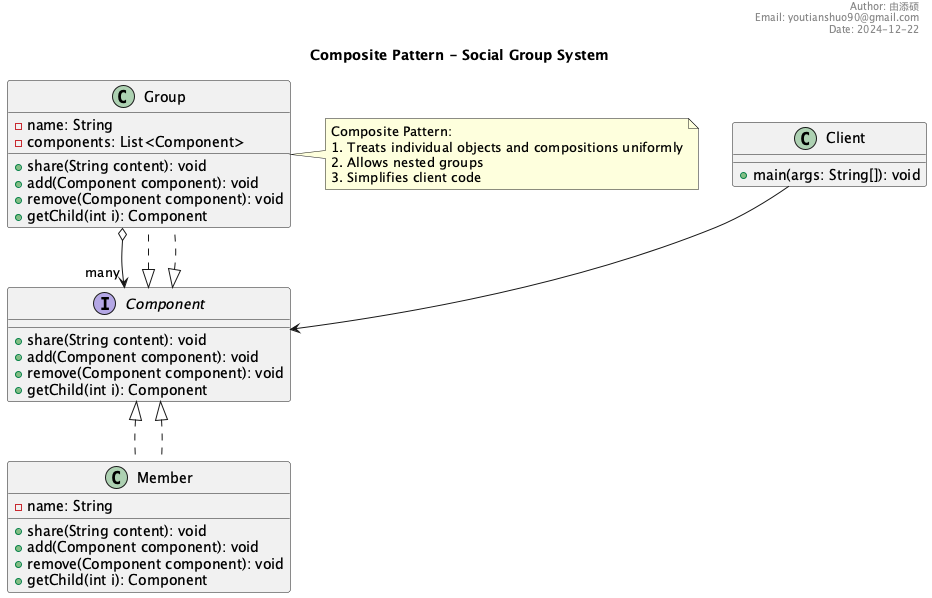 Author: 由添硕
Email: youtianshuo90@gmail.com
Date: 2024-12-22
Composite Pattern - Social Group System
C Group
name: String
components: List<Component>
share(String content): void
add(Component component): void
remove(Component component): void
getChild(int i): Component
Composite Pattern:
1. Treats individual objects and compositions uniformly
2. Allows nested groups
3. Simplifies client code
C Client
main(args: String[]): void
many
I Component
share(String content): void
add(Component component): void
remove(Component component): void
getChild(int i): Component
C Member
name: String
share(String content): void
add(Component component): void
remove(Component component): void
getChild(int i): Component